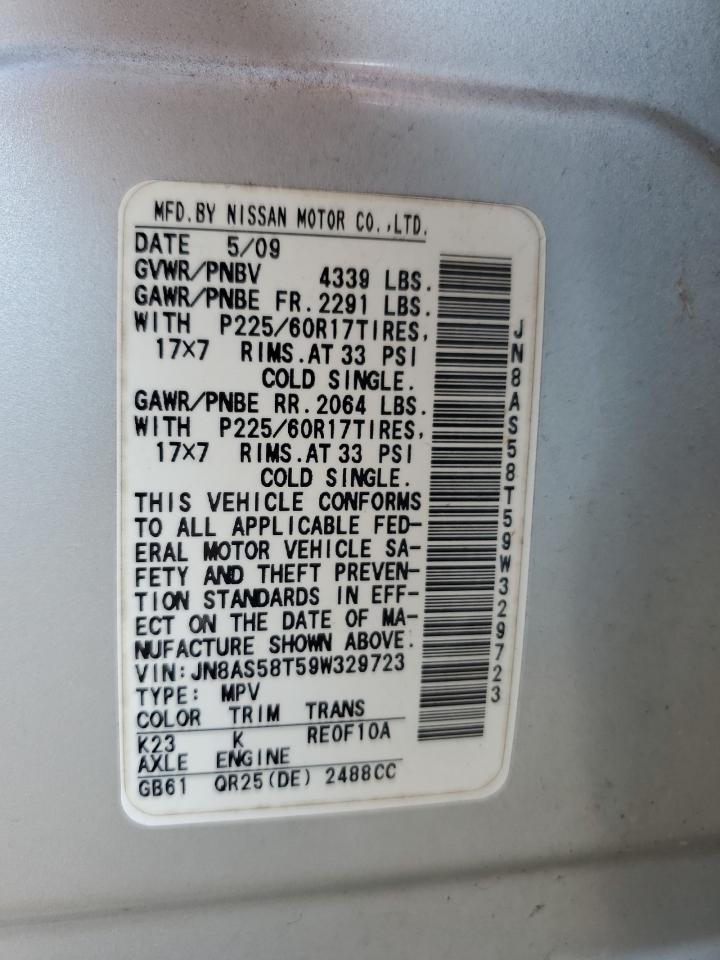 MFD.BY NISSAN MOTOR CO.,LTD.
DATE 5/09
GVWR/PNBV 4339 LBS.
GAWR/PNBE FR.2291 LBS.
WITH P225/60R17TIRES,
17×7 RIMS.AT 33 PSI
COLD SINGLE.
GAWR/PNBE RR.2064 LBS.
WITH P225/60R17TIRES,
17×7 RIMS.AT 33 PSI
COLD SINGLE.
THIS VEHICLE CONFORMS
TO ALL APPLICABLE FED-
ERAL MOTOR VEHICLE SA-
FETY AND THEFT PREVEN-
TION STANDARDS IN EFF-
ECT ON THE DATE OF MA-
NUFACTURE SHOWN ABOVE.
VIN:JN8AS58T59W329723
TYPE: MPV
COLOR TRIM TRANS
K23 K RE0F10A
AXLE ENGINE
GB61 QR25(DE) 2488CC
JN8AS58T59W329723